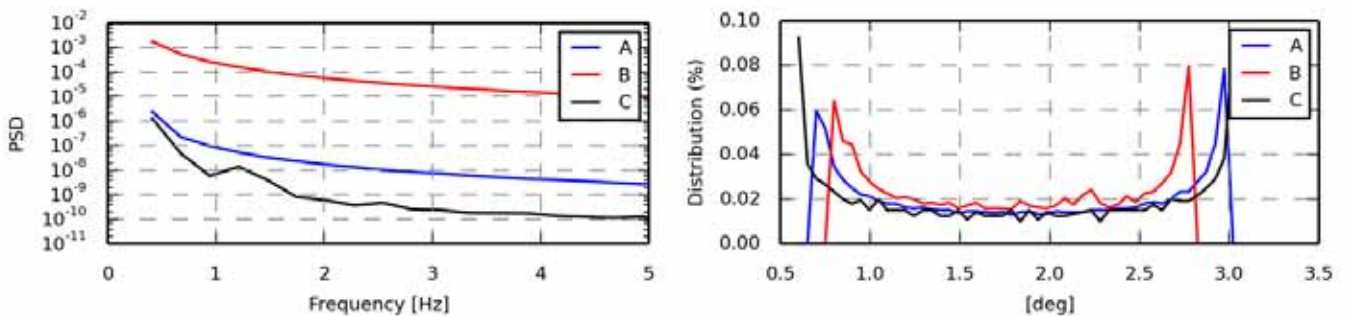 10^-2
10^-3
10^-4
10^-5
10^-6
10^-7
10^-8
10^-9
10^-10
10^-11
PSD
A
B
C
0 1 2 3 4 5
Frequency [Hz]
0.10
0.08
0.06
0.04
0.02
0.00
Distribution (%)
A
B
C
0.5 1.0 1.5 2.0 2.5 3.0 3.5
[deg]